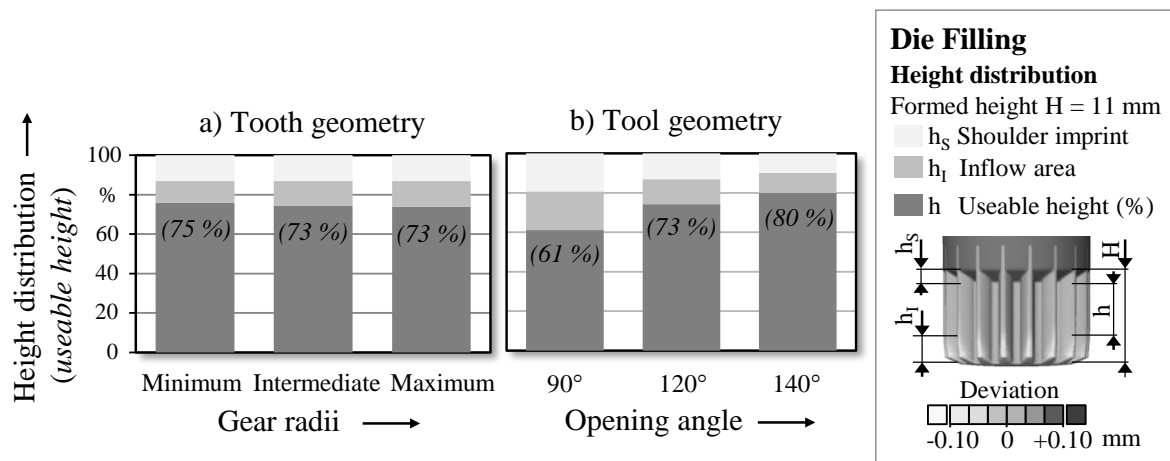 Height distribution
(useable height)
a) Tooth geometry
100
%
60
40
20
0
(75 %)
(73 %)
(73 %)
Minimum
Intermediate
Maximum
Gear radii
b) Tool geometry
(61 %)
(73 %)
(80 %)
90°
120°
140°
Opening angle
Die Filling
Height distribution
Formed height H = 11 mm
hS Shoulder imprint
hI Inflow area
h Useable height (%)
hS
hI
h
H
Deviation
-0.10 0 +0.10 mm